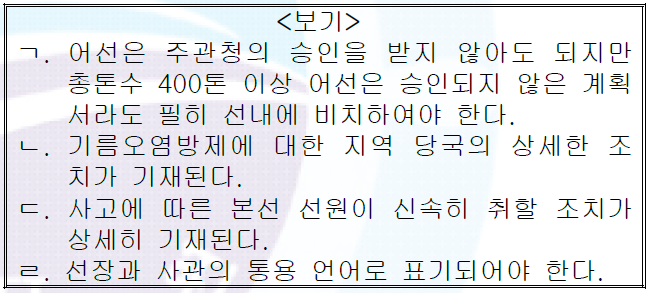 <보기>
ㄱ. 어선은 주관청의 승인을 받지 않아도 되지만
총톤수 400톤 이상 어선은 승인되지 않은 계획
서라도 필히 선내에 비치하여야 한다.
ㄴ. 기름오염방제에 대한 지역 당국의 상세한 조
치가 기재된다.
ㄷ. 사고에 따른 본선 선원이 신속히 취할 조치가
상세히 기재된다.
ㄹ. 선장과 사관의 통용 언어로 표기되어야 한다.